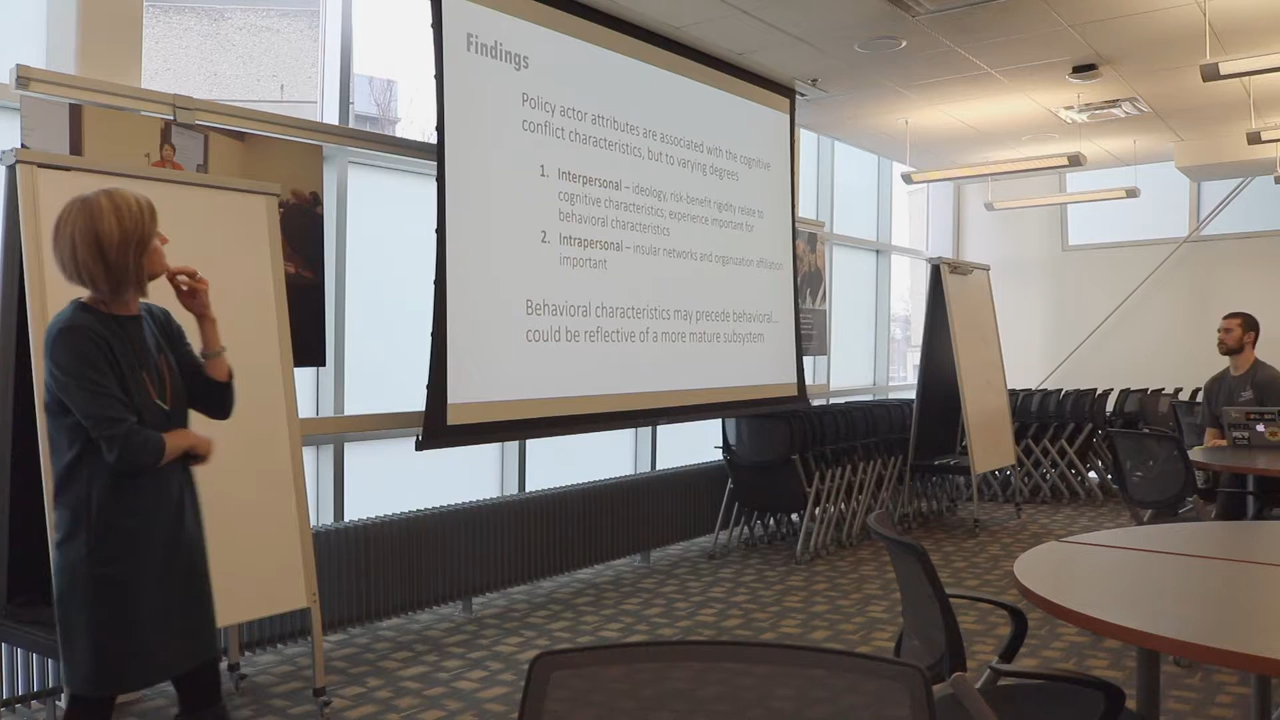 Findings
Policy actor attributes are associated with the cognitive
conflict characteristics, but to varying degrees
1. Interpersonal – ideology, risk-benefit rigidity relate to
cognitive characteristics; experience important for
behavioral characteristics
2. Intrapersonal – insular networks and organization affiliation
important
Behavioral characteristics may precede behavioral...
could be reflective of a more mature subsystem